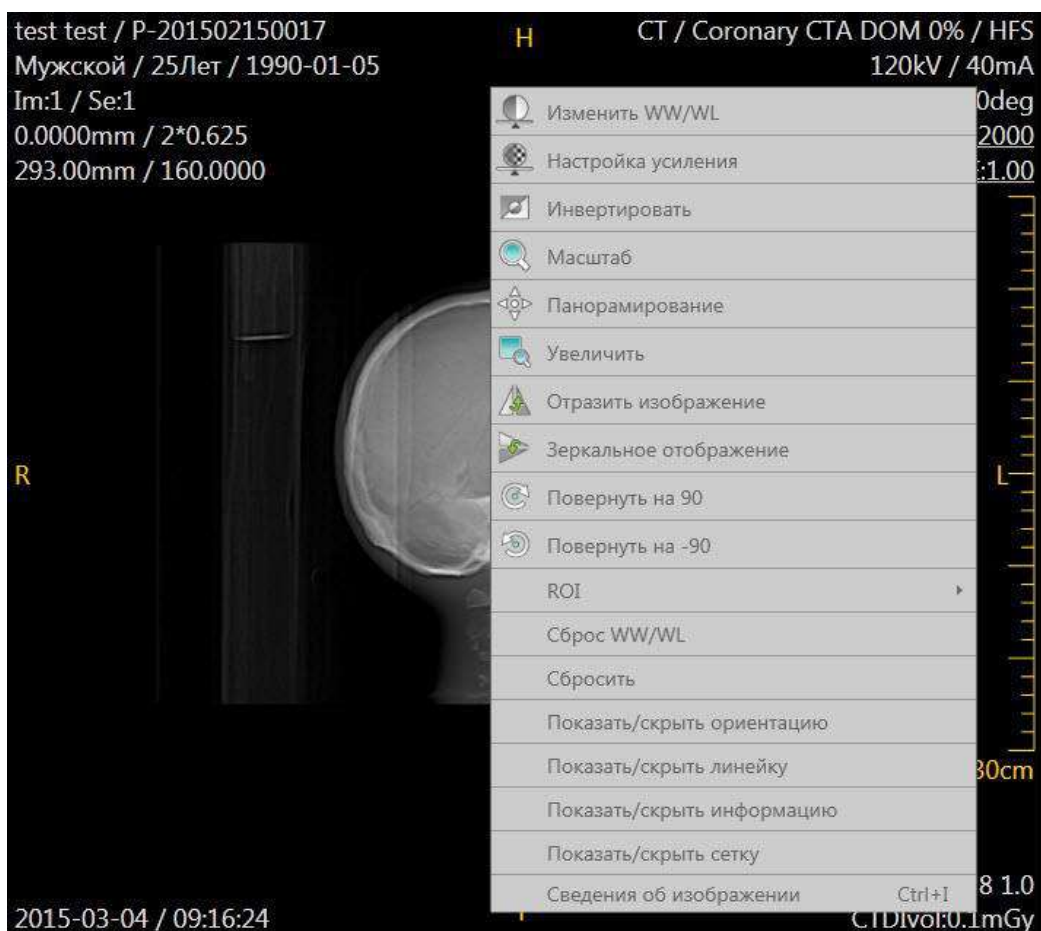 test test / P-201502150017
Мужской / 25Лет / 1990-01-05
Im:1 / Se:1
0.0000mm / 2*0.625
293.00mm / 160.0000
H
CT / Coronary CTA DOM 0% / HFS
120kV / 40mA
0deg
2000
:1.00
Изменить WW/WL
Настройка усиления
Инвертировать
Масштаб
Панорамирование
Увеличить
Отразить изображение
Зеркальное отображение
Повернуть на 90
Повернуть на -90
ROI
Сброс WW/WL
Сбросить
Показать/скрыть ориентацию
Показать/скрыть линейку
Показать/скрыть информацию
Показать/скрыть сетку
Сведения об изображении Ctrl+I
R
L
30cm
8 1.0
CTDIvol:0.1mGy
2015-03-04 / 09:16:24